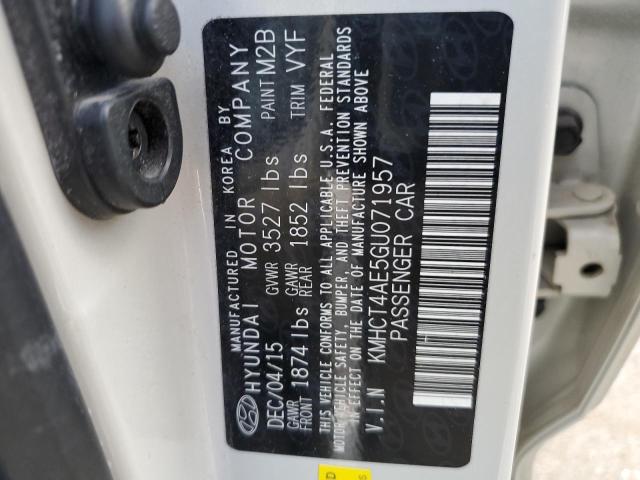 MANUFACTURED IN KOREA BY
HYUNDAI MOTOR COMPANY
DEC/04/15 GVWR 3527 lbs PAINT M2B
GAWR FRONT 1874 lbs GAWR REAR 1852 lbs TRIM VYF
THIS VEHICLE CONFORMS TO ALL APPLICABLE U.S.A. FEDERAL
MOTOR VEHICLE SAFETY, BUMPER, AND THEFT PREVENTION STANDARDS
IN EFFECT ON THE DATE OF MANUFACTURE SHOWN ABOVE
V.I.N KMHCT4AE5GU071957
PASSENGER CAR